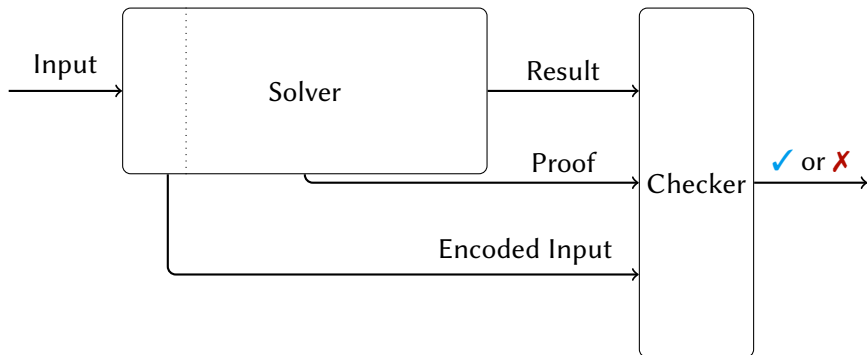 Input
Solver
Result
Proof
Checker
✓ or ✗
Encoded Input